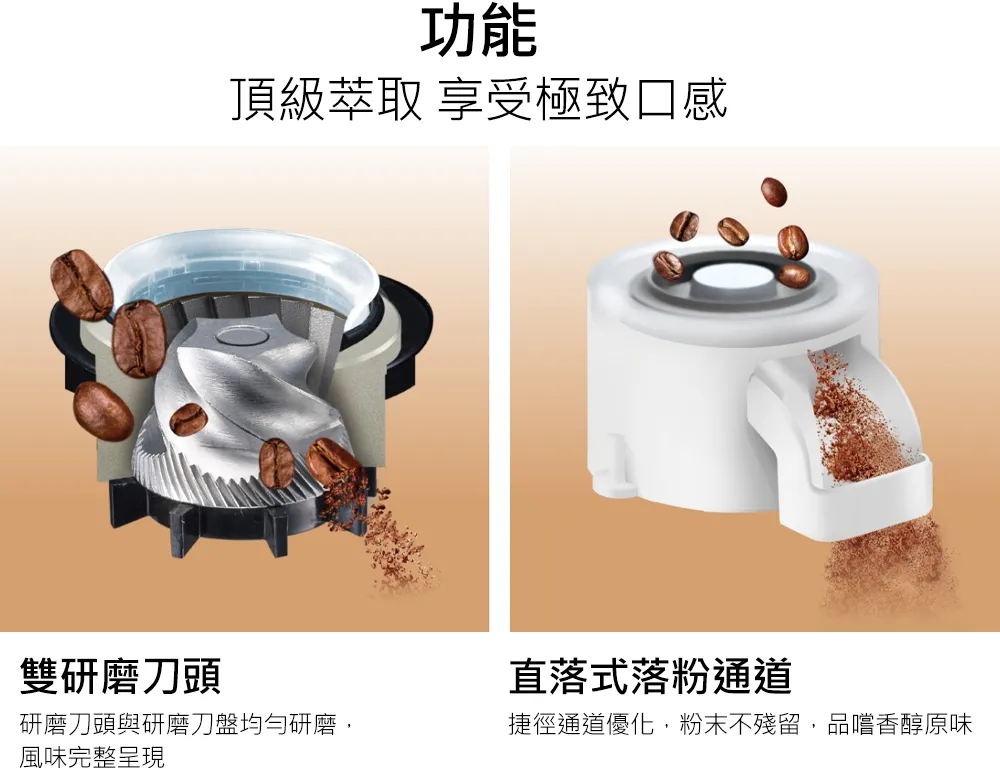 功能
頂級萃取 享受極致口感
雙研磨刀頭
研磨刀頭與研磨刀盤均勻研磨，
風味完整呈現
直落式落粉通道
捷徑通道優化，粉末不殘留，品嚐香醇原味